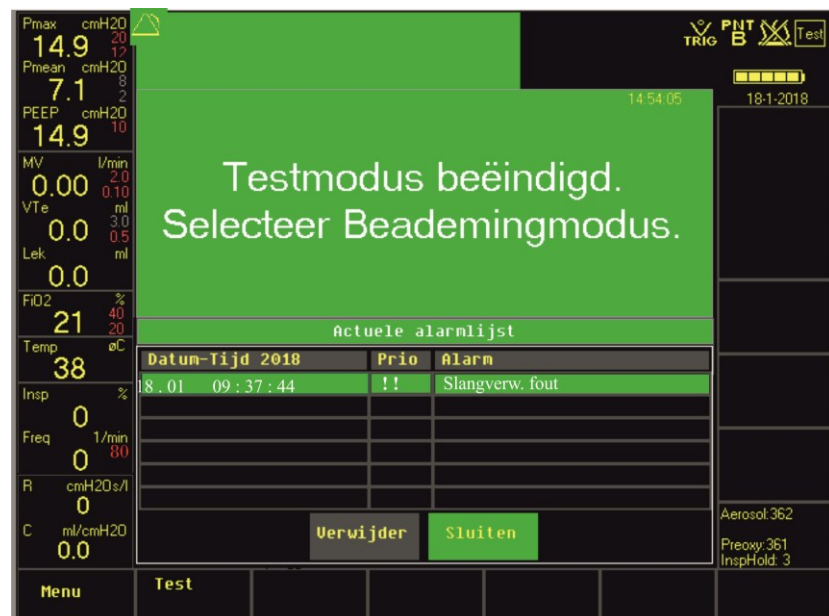 Pmax cmH2O
14.9 20
12
Pmean cmH2O
7.1 8
2
PEEP cmH2O
14.9 10
MV l/min
0.00 2.0
0.10
VTe ml
0.0 3.0
0.5
Lek ml
0.0
FiO2 %
21 40
20
Temp øC
38
Insp %
0
Freq 1/min
0 80
R cmH2Os/l
0
C ml/cmH2O
0.0
TRIG PNT B Test
14:54:05 18-1-2018
Testmodus beëindigd.
Selecteer Beademingmodus.
Actuele alarmlijst
Datum-Tijd 2018 Prio Alarm
18 . 01 09 : 37 : 44 !! Slangverw. fout
Verwijder Sluiten
Aerosol:362
Preoxy:361
InspHold: 3
Menu Test